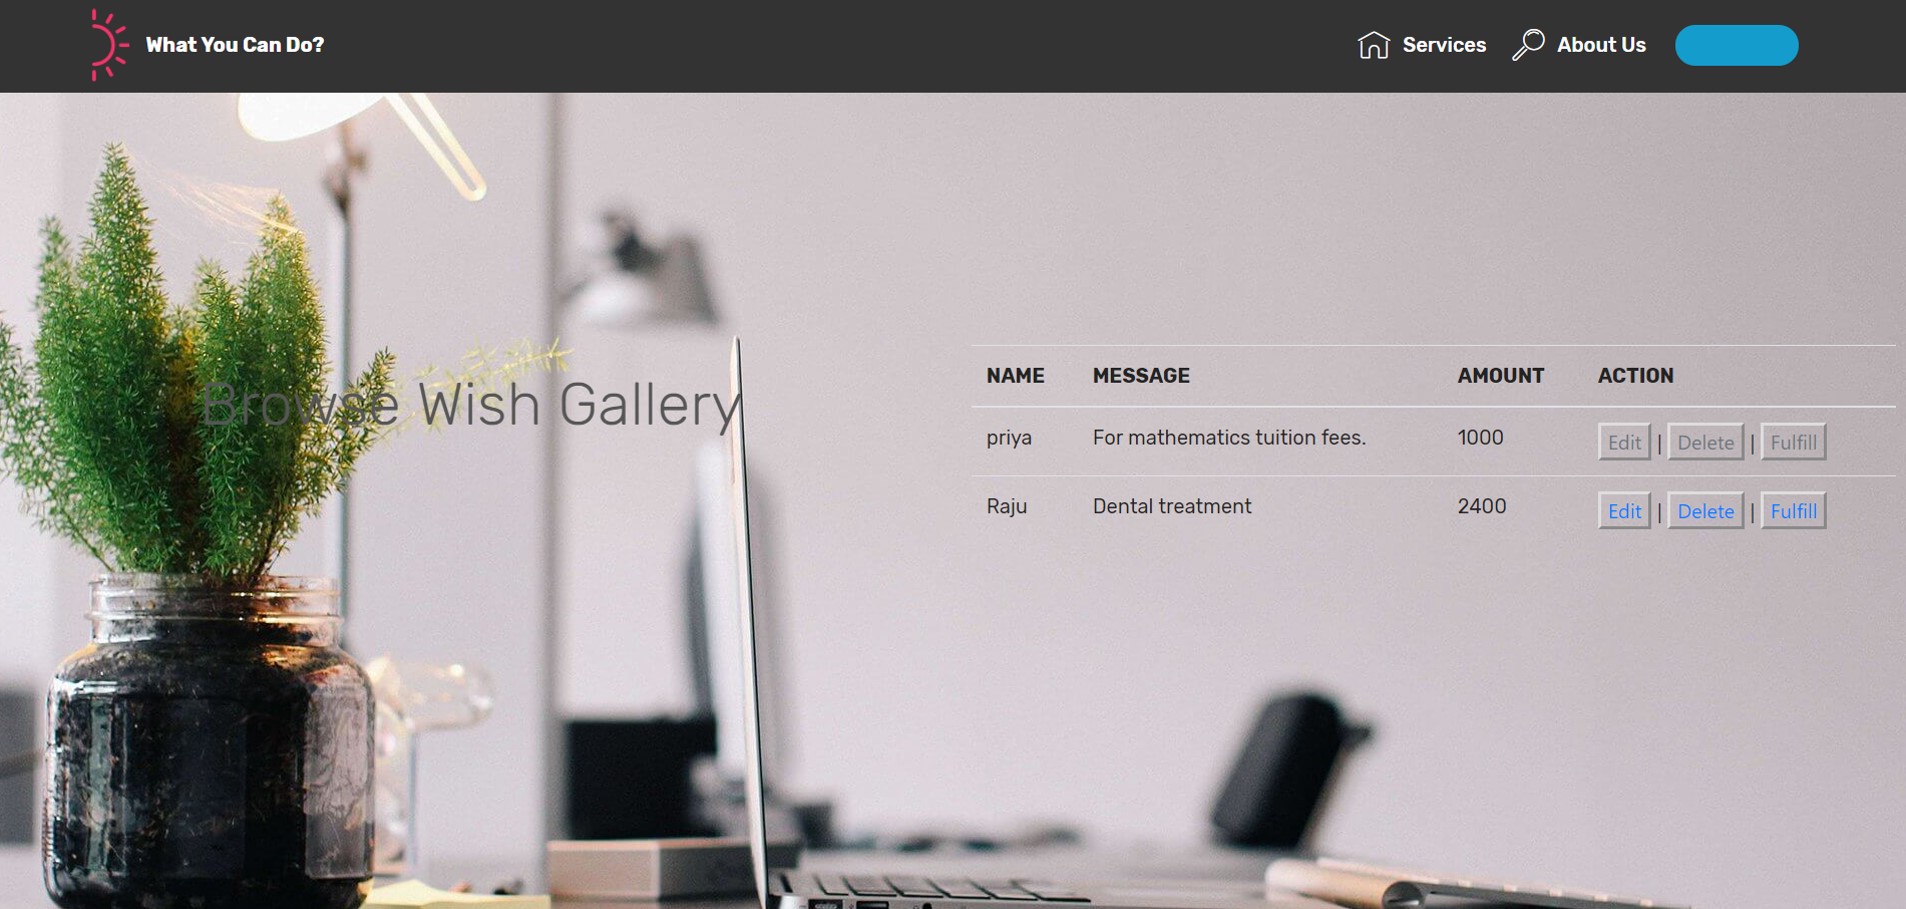 What You Can Do?
Services
About Us
Browse Wish Gallery
NAME MESSAGE AMOUNT ACTION
priya For mathematics tuition fees. 1000 Edit | Delete | Fulfill
Raju Dental treatment 2400 Edit | Delete | Fulfill